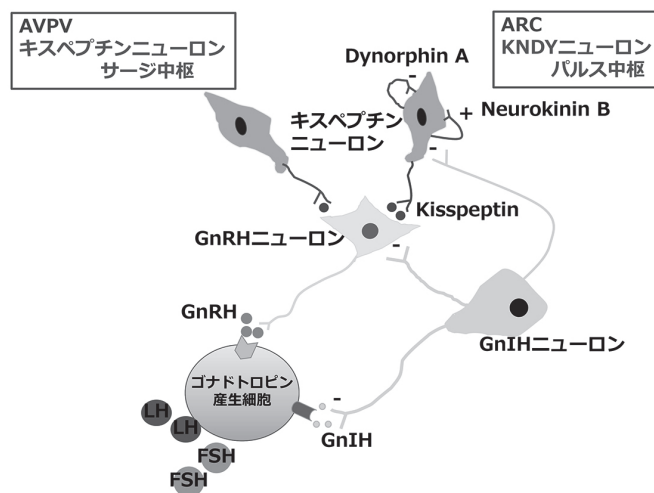 AVPV
キスペプチンニューロン
サージ中枢
ARC
KNDYニューロン
パルス中枢
Dynorphin A
-
キスペプチン
ニューロン
+ Neurokinin B
-
Kisspeptin
GnRHニューロン
-
GnRH
GnIHニューロン
ゴナドトロピン
産生細胞
-
LH
LH
GnIH
FSH
FSH